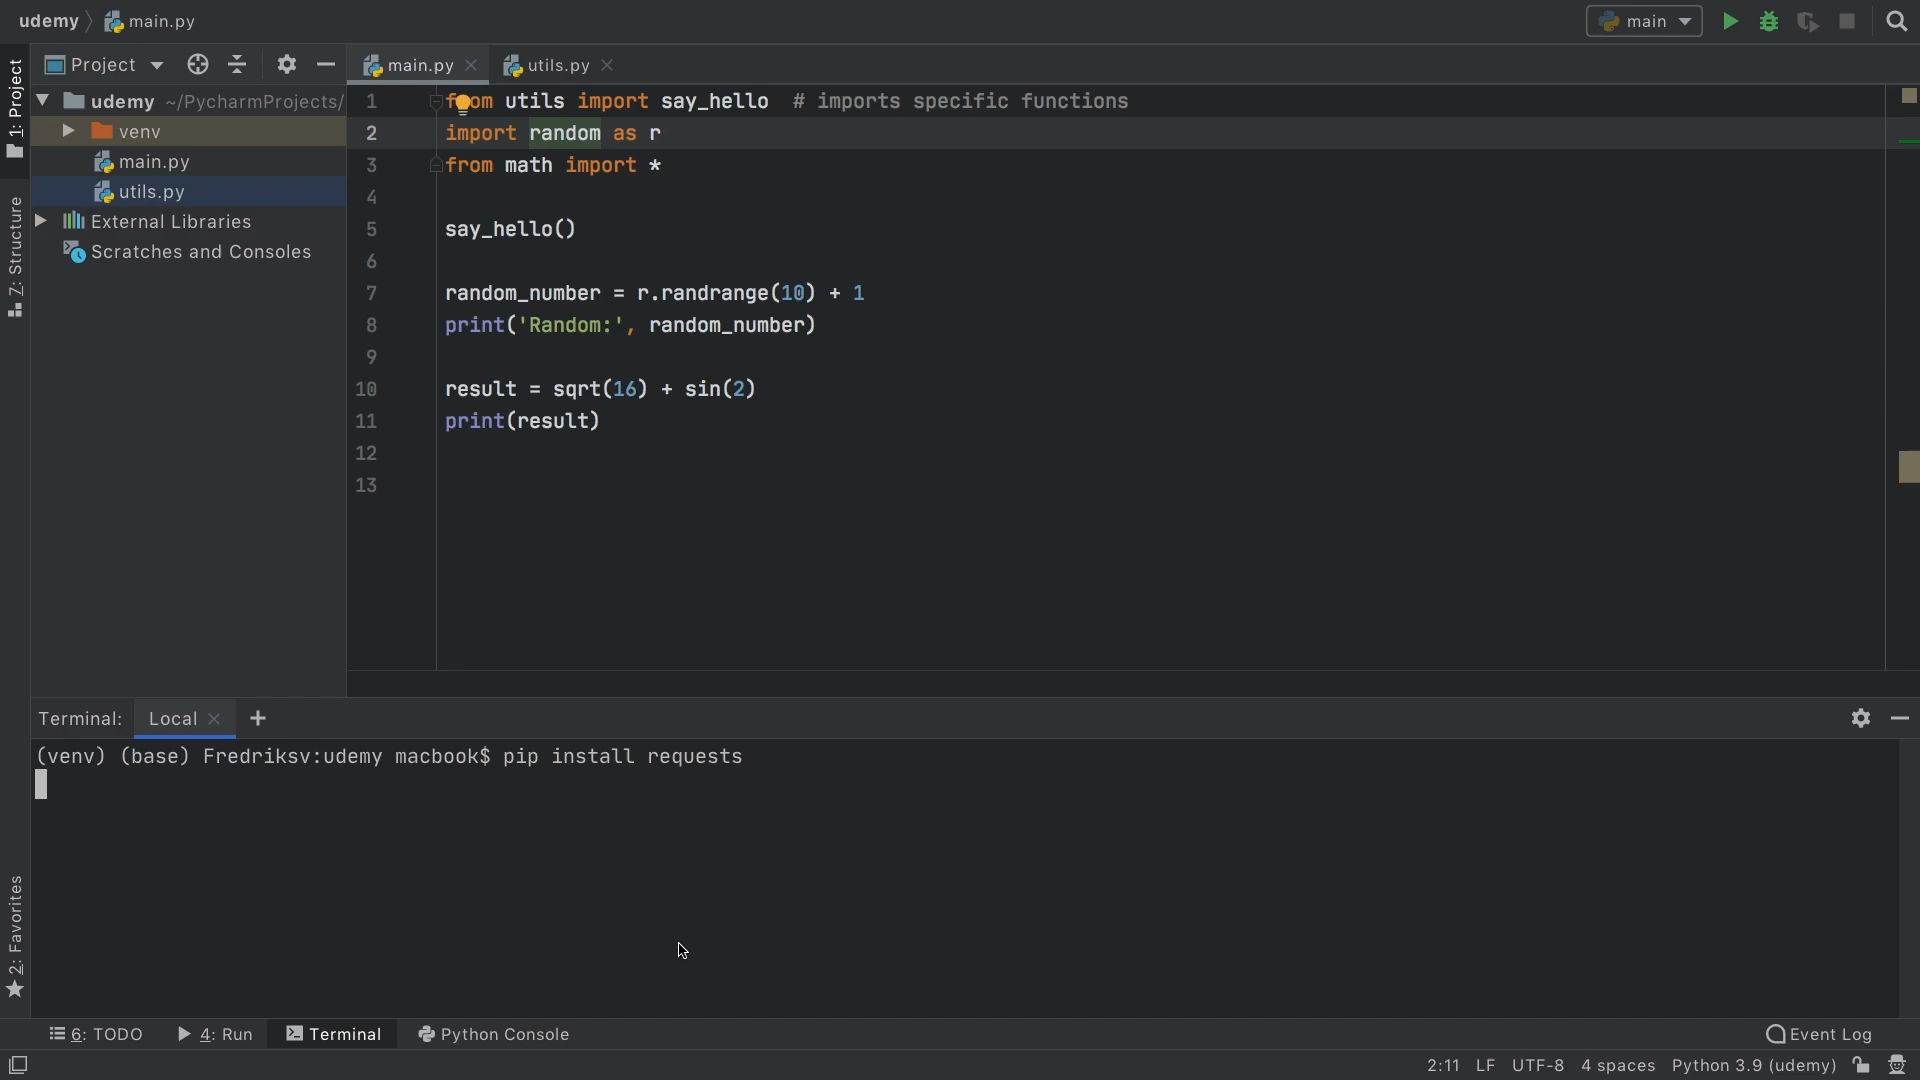 udemy main.py
main
Project
main.py
utils.py
1: Project
Z: Structure
2: Favorites
udemy ~/PycharmProjects/
venv
main.py
utils.py
External Libraries
Scratches and Consoles
1 from utils import say_hello # imports specific functions
2 import random as r
3 from math import *
4
5 say_hello()
6
7 random_number = r.randrange(10) + 1
8 print('Random:', random_number)
9
10 result = sqrt(16) + sin(2)
11 print(result)
12
13
Terminal: Local
(venv) (base) Fredriksv:udemy macbook$ pip install requests
6: TODO 4: Run Terminal Python Console Event Log
2:11 LF UTF-8 4 spaces Python 3.9 (udemy)